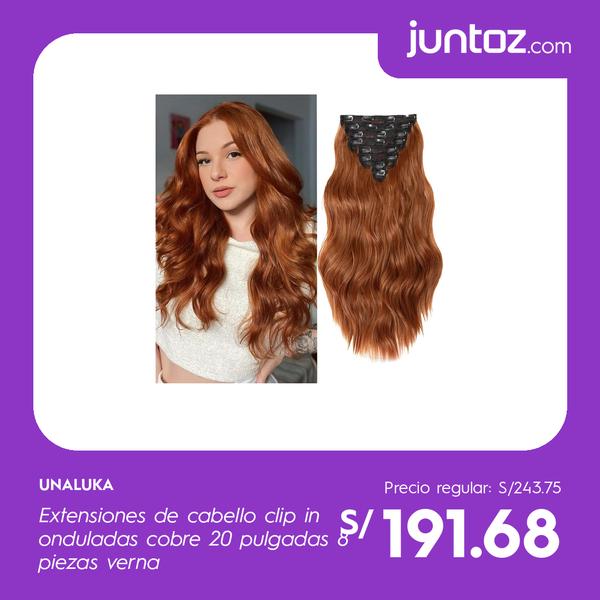 juntoz.com
UNALUKA
Extensiones de cabello clip in
onduladas cobre 20 pulgadas 8
piezas verna
Precio regular: S/243.75
S/191.68